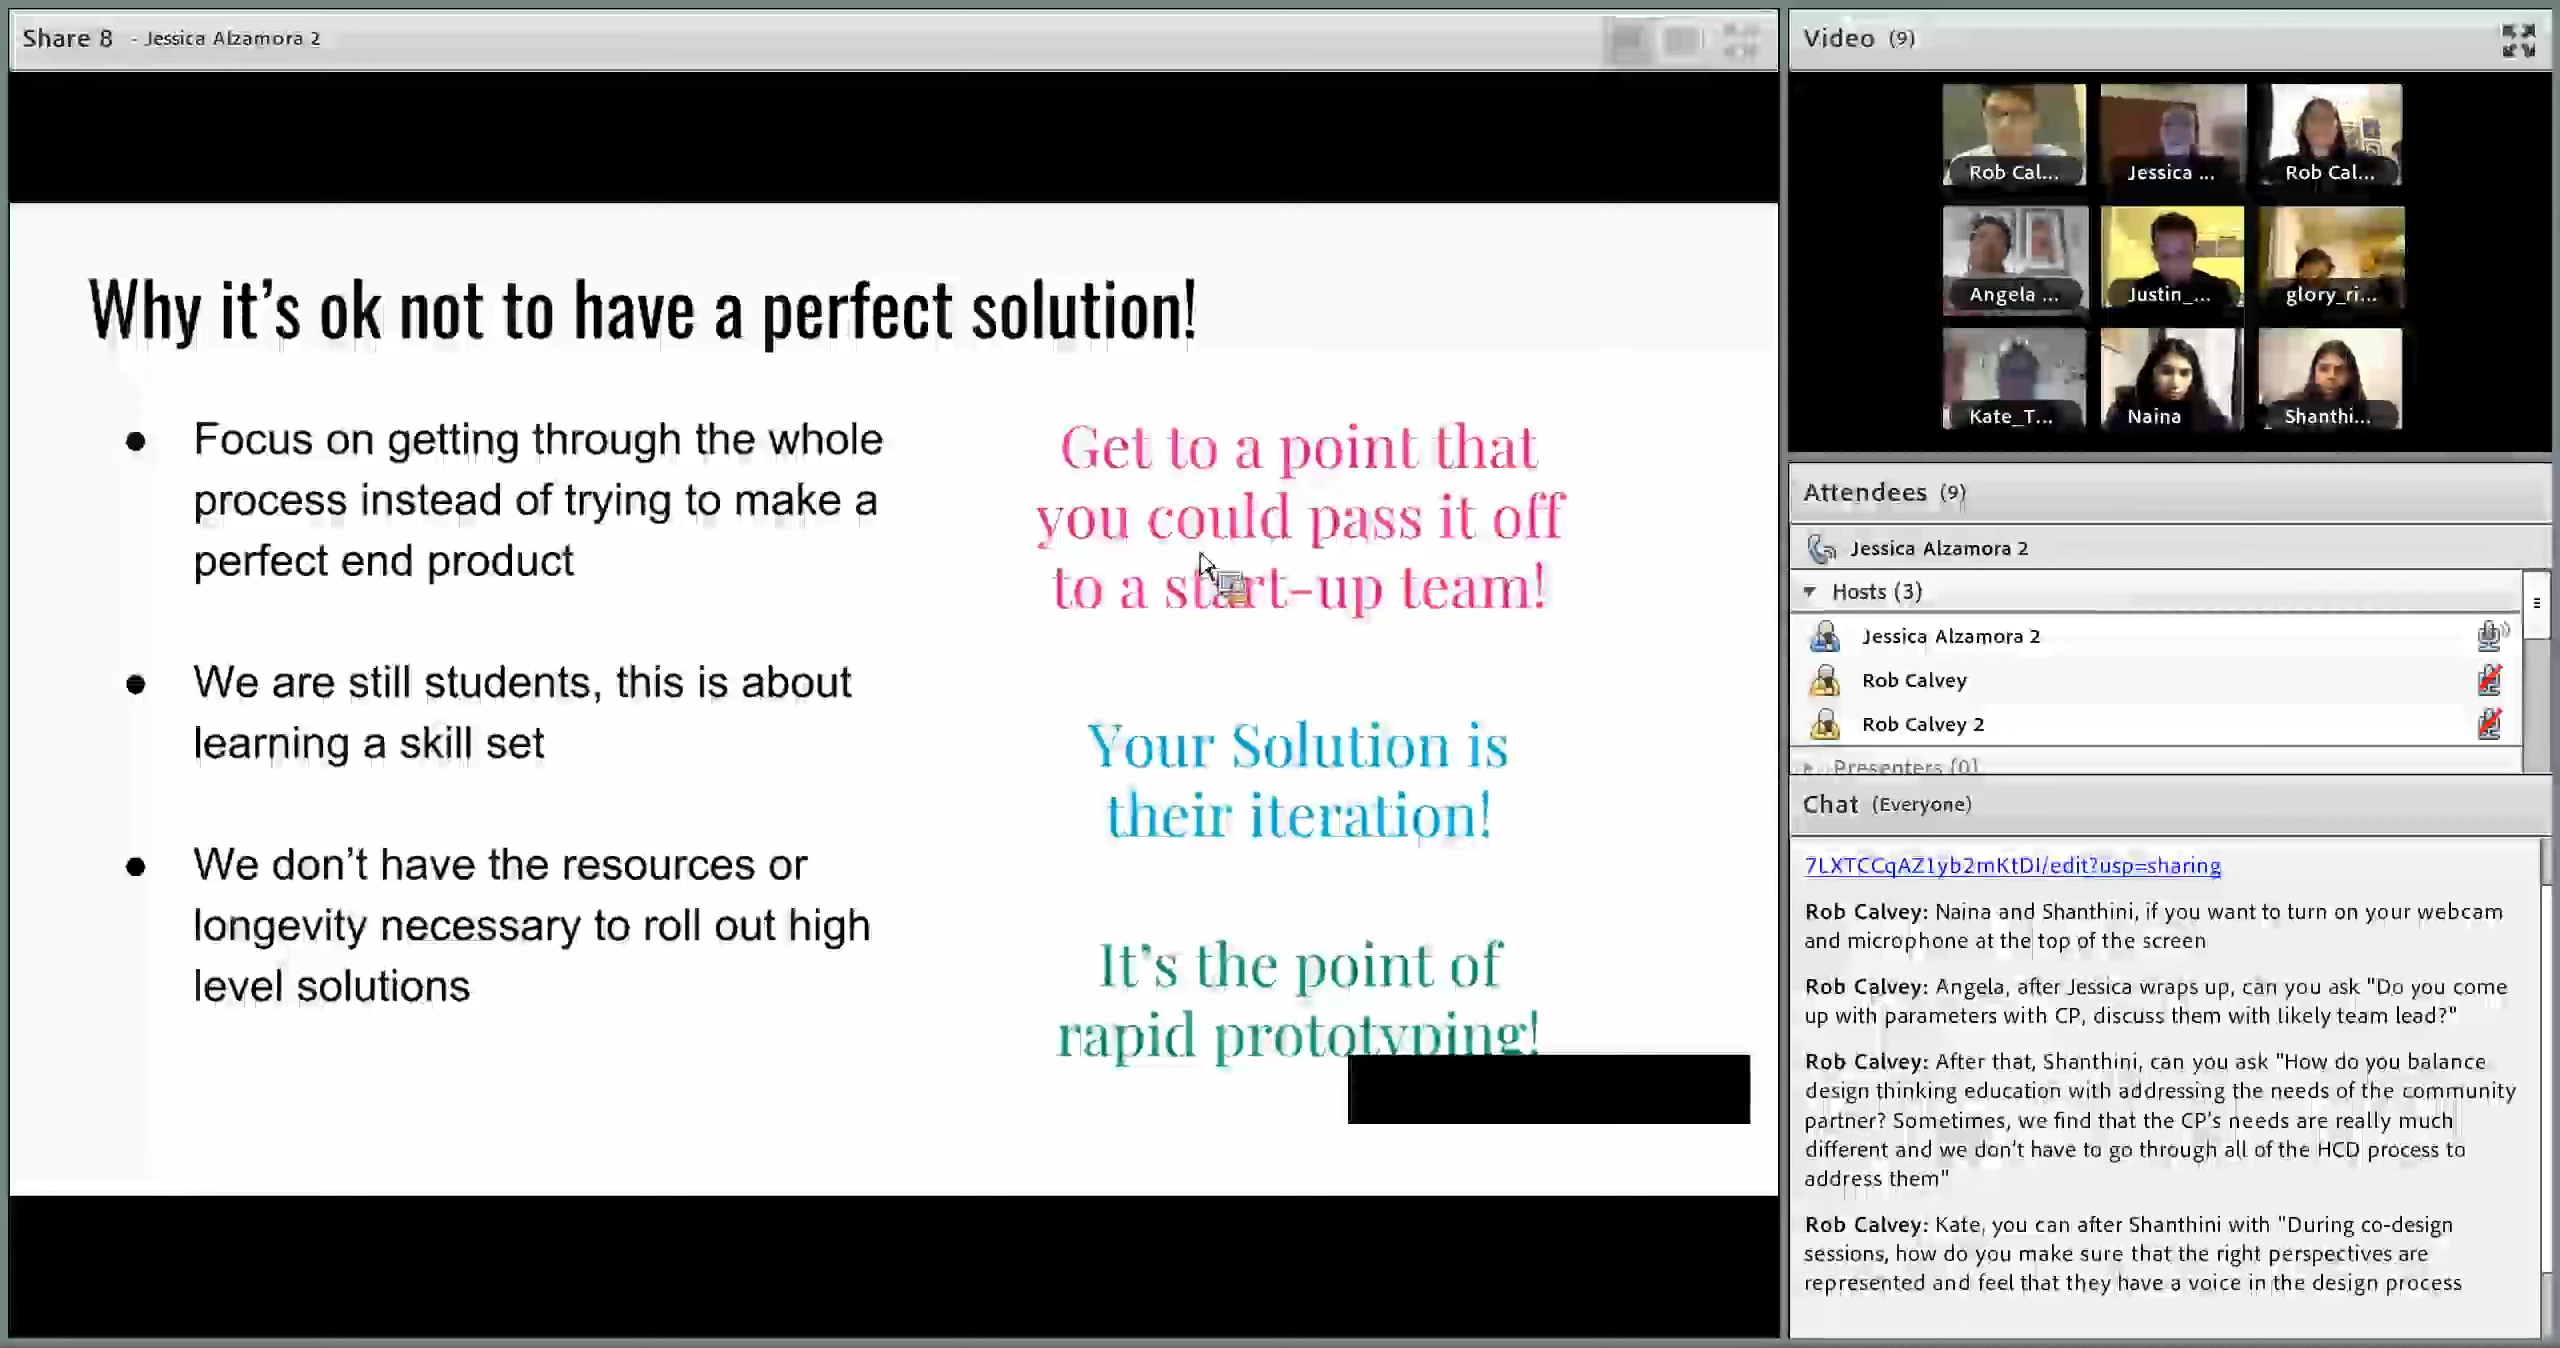 Share 8 - Jessica Alzamora 2
Why it's ok not to have a perfect solution!
● Focus on getting through the whole
process instead of trying to make a
perfect end product
● We are still students, this is about
learning a skill set
● We don't have the resources or
longevity necessary to roll out high
level solutions
Get to a point that
you could pass it off
to a start-up team!
Your Solution is
their iteration!
It's the point of
rapid prototyping!
Video (9)
Rob Cal...
Jessica ...
Rob Cal...
Angela ...
Justin_...
glory_ri...
Kate_T...
Naina
Shanthi...
Attendees (9)
Jessica Alzamora 2
Hosts (3)
Jessica Alzamora 2
Rob Calvey
Rob Calvey 2
Presenters (0)
Chat (Everyone)
7LXTCCqAZ1yb2mKtDI/edit?usp=sharing
Rob Calvey: Naina and Shanthini, if you want to turn on your webcam
and microphone at the top of the screen
Rob Calvey: Angela, after Jessica wraps up, can you ask "Do you come
up with parameters with CP, discuss them with likely team lead?"
Rob Calvey: After that, Shanthini, can you ask "How do you balance
design thinking education with addressing the needs of the community
partner? Sometimes, we find that the CP's needs are really much
different and we don't have to go through all of the HCD process to
address them"
Rob Calvey: Kate, you can after Shanthini with "During co-design
sessions, how do you make sure that the right perspectives are
represented and feel that they have a voice in the design process